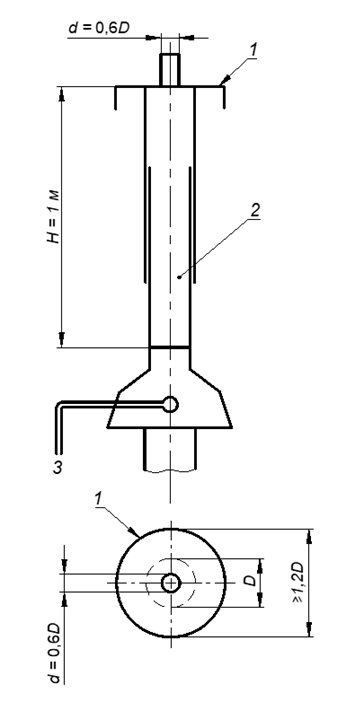 d = 0,6D
1
H = 1 м
2
3
1
D
≥1,2D
d = 0,6D